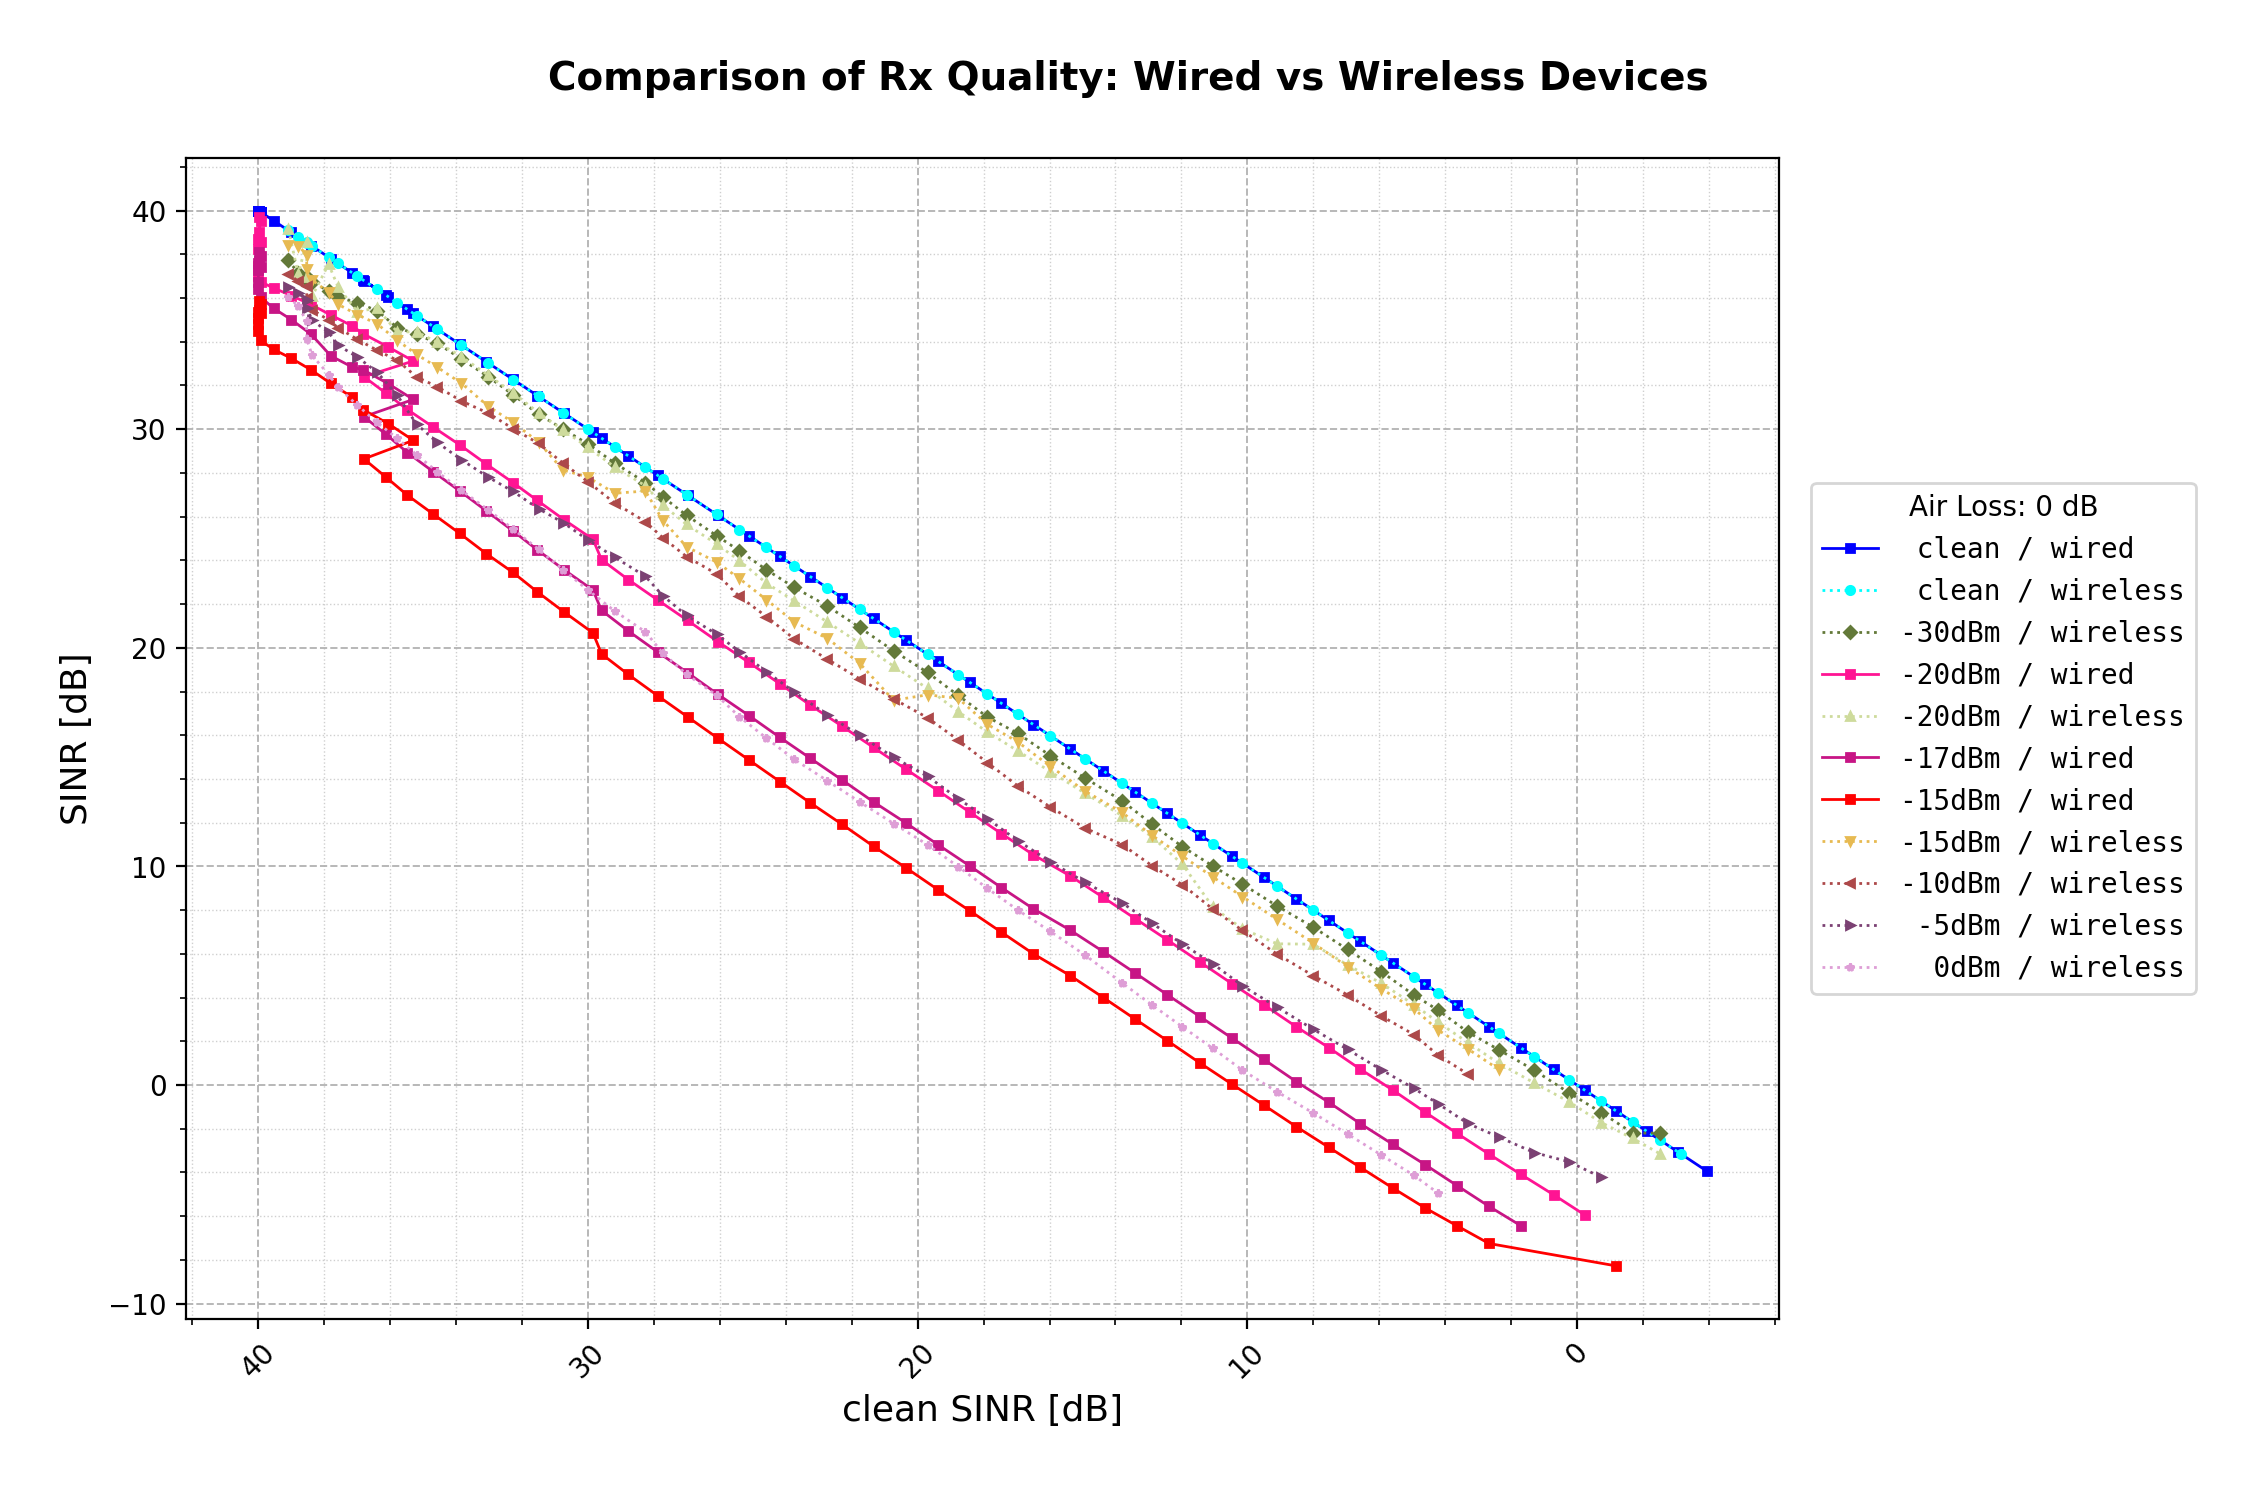 Comparison of Rx Quality: Wired vs Wireless Devices
40
30
20
10
0
−10
SINR [dB]
40
30
20
10
0
clean SINR [dB]
Air Loss: 0 dB
clean / wired
clean / wireless
-30dBm / wireless
-20dBm / wired
-20dBm / wireless
-17dBm / wired
-15dBm / wired
-15dBm / wireless
-10dBm / wireless
-5dBm / wireless
0dBm / wireless